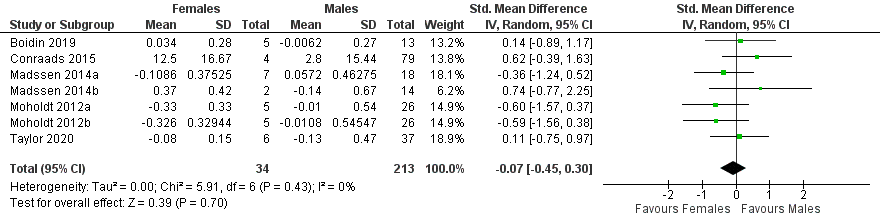 Females Males Std. Mean Difference Std. Mean Difference
Study or Subgroup Mean SD Total Mean SD Total Weight IV, Random, 95% CI IV, Random, 95% CI
Boidin 2019 0.034 0.28 5 -0.0062 0.27 13 13.2% 0.14 [-0.89, 1.17]
Conraads 2015 12.5 16.67 4 2.8 15.44 79 13.9% 0.62 [-0.39, 1.63]
Madssen 2014a -0.1086 0.37525 7 0.0572 0.46275 18 18.1% -0.36 [-1.24, 0.52]
Madssen 2014b 0.37 0.42 2 -0.14 0.67 14 6.2% 0.74 [-0.77, 2.25]
Moholdt 2012a -0.33 0.33 5 -0.01 0.54 26 14.9% -0.60 [-1.57, 0.37]
Moholdt 2012b -0.326 0.32944 5 -0.0108 0.54547 26 14.9% -0.59 [-1.56, 0.38]
Taylor 2020 -0.08 0.15 6 -0.13 0.47 37 18.9% 0.11 [-0.75, 0.97]
Total (95% CI) 34 213 100.0% -0.07 [-0.45, 0.30]
Heterogeneity: Tau² = 0.00; Chi² = 5.91, df = 6 (P = 0.43); I² = 0%
Test for overall effect: Z = 0.39 (P = 0.70)
-4 -2 0 2 4
Favours Females Favours Males